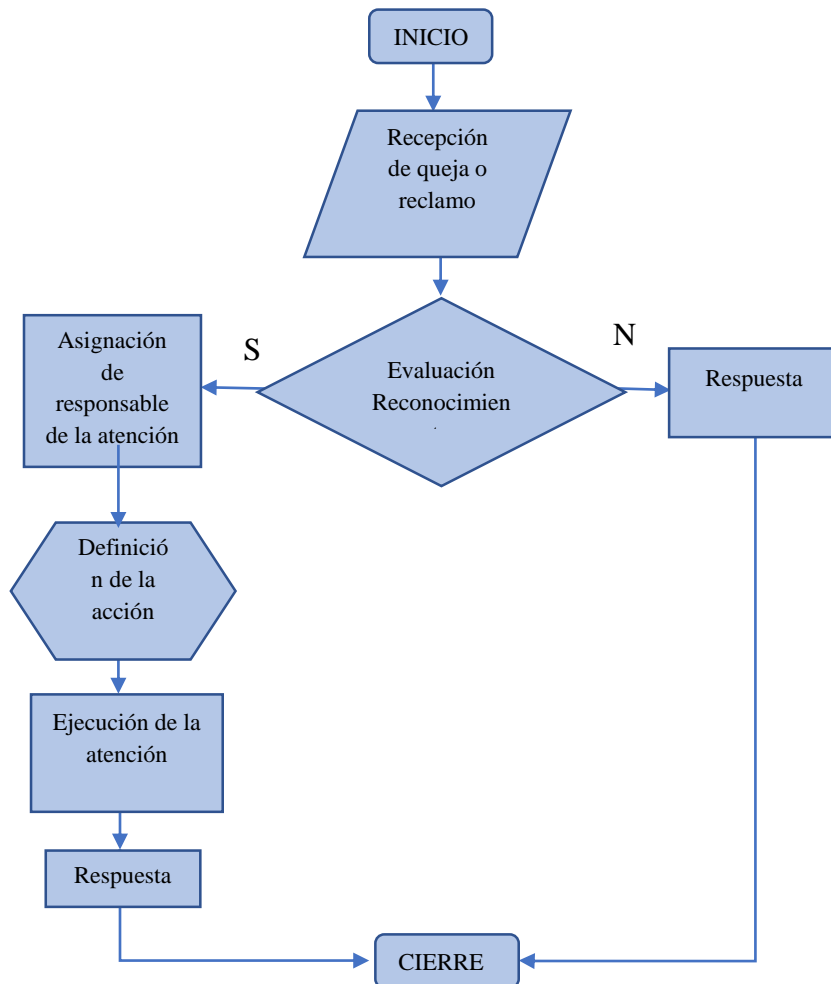 INICIO
Recepción
de queja o
reclamo
S
N
Asignación
de
responsable
de la atención
Evaluación
Reconocimien
Respuesta
Definició
n de la
acción
Ejecución de la
atención
Respuesta
CIERRE